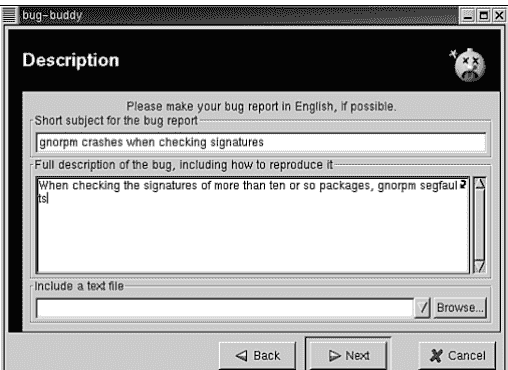 bug-buddy
Description
Please make your bug report in English, if possible.
Short subject for the bug report
gnorpm crashes when checking signatures
Full description of the bug, including how to reproduce it
When checking the signatures of more than ten or so packages, gnorpm segfaul
ts
Include a text file
Browse...
Back
Next
Cancel